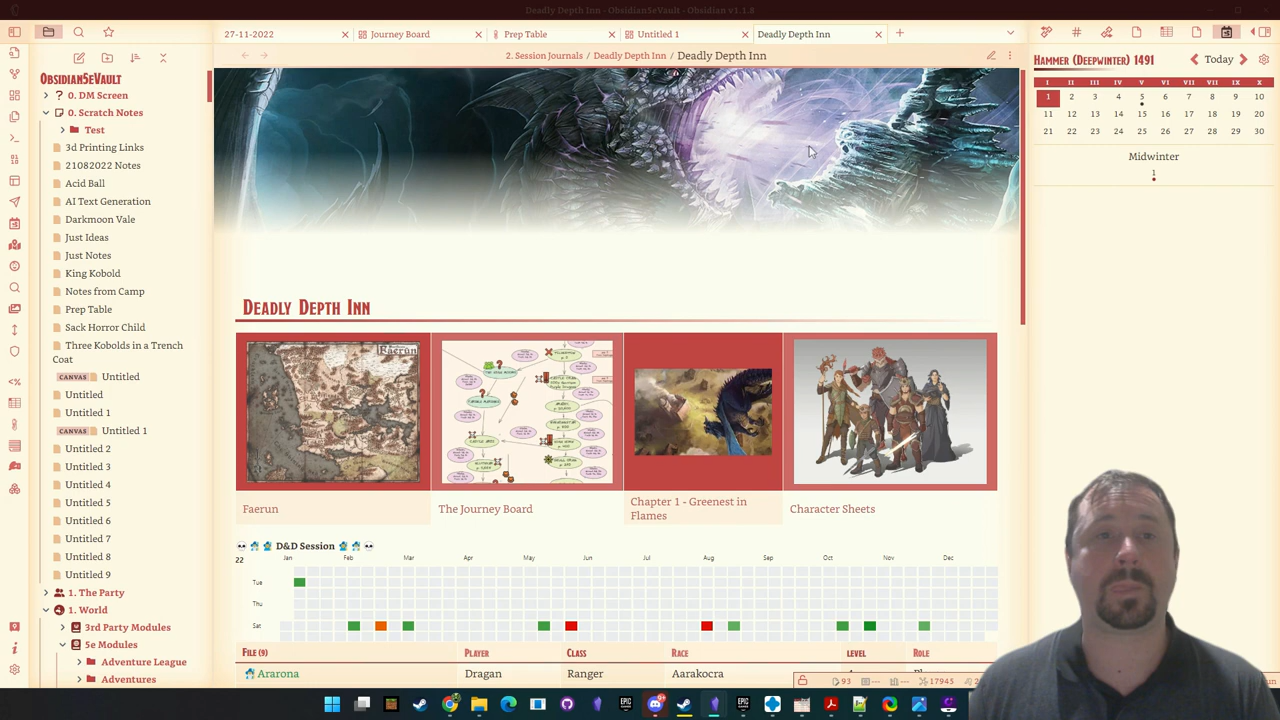 Deadly Depth Inn - Obsidian5eVault - Obsidian v1.1.8
27-11-2022
Journey Board
Prep Table
Untitled 1
Deadly Depth Inn
2. Session Journals / Deadly Depth Inn / Deadly Depth Inn
Obsidian5eVault
0. DM Screen
0. Scratch Notes
Test
3d Printing Links
21082022 Notes
Acid Ball
AI Text Generation
Darkmoon Vale
Just Ideas
Just Notes
King Kobold
Notes from Camp
Prep Table
Sack Horror Child
Three Kobolds in a Trench
Coat
CANVAS Untitled
Untitled
Untitled 1
CANVAS Untitled 1
Untitled 2
Untitled 3
Untitled 4
Untitled 5
Untitled 6
Untitled 7
Untitled 8
Untitled 9
1. The Party
1. World
3rd Party Modules
5e Modules
Adventure League
Adventures
Deadly Depth Inn
Faerun
The Journey Board
Chapter 1 - Greenest in
Flames
Character Sheets
D&D Session
22 Jan Feb Mar Apr May Jun Jul Aug Sep Oct Nov Dec
Tue
Thu
Sat
File (9) Player Class Race Level Role
Ararona Dragan Ranger Aarakocra
93 --- --- 17945
Hammer (Deepwinter) 1491
Today
I II III IV V VI VII VIII IX X
1 2 3 4 5 6 7 8 9 10
11 12 13 14 15 16 17 18 19 20
21 22 23 24 25 26 27 28 29 30
Midwinter
1